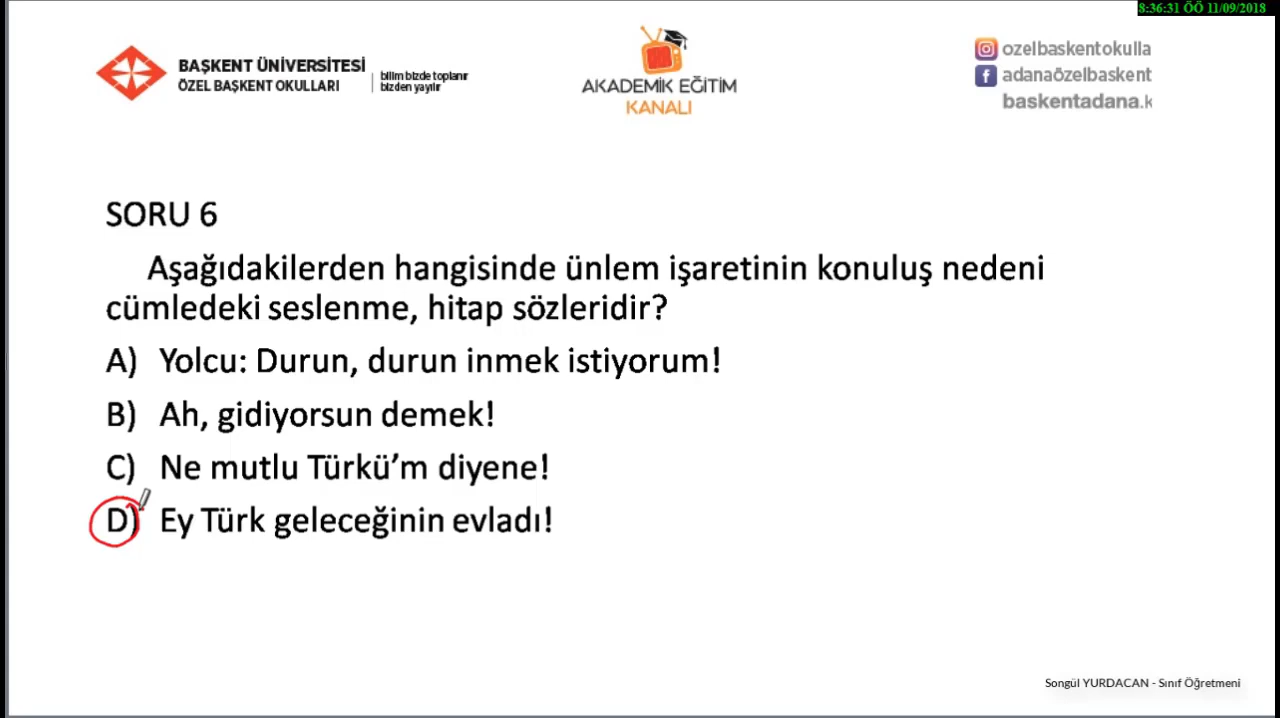 8:36:31 ÖÖ 11/09/2018
BAŞKENT ÜNİVERSİTESİ
ÖZEL BAŞKENT OKULLARI
bilim bizde toplanır
bizden yayılır
AKADEMİK EĞİTİM
KANALI
ozelbaskentokulla
adanaözelbaskent
baskentadana.k
SORU 6
Aşağıdakilerden hangisinde ünlem işaretinin konuluş nedeni
cümledeki seslenme, hitap sözleridir?
A) Yolcu: Durun, durun inmek istiyorum!
B) Ah, gidiyorsun demek!
C) Ne mutlu Türkü’m diyene!
D) Ey Türk geleceğinin evladı!
Songül YURDACAN - Sınıf Öğretmeni